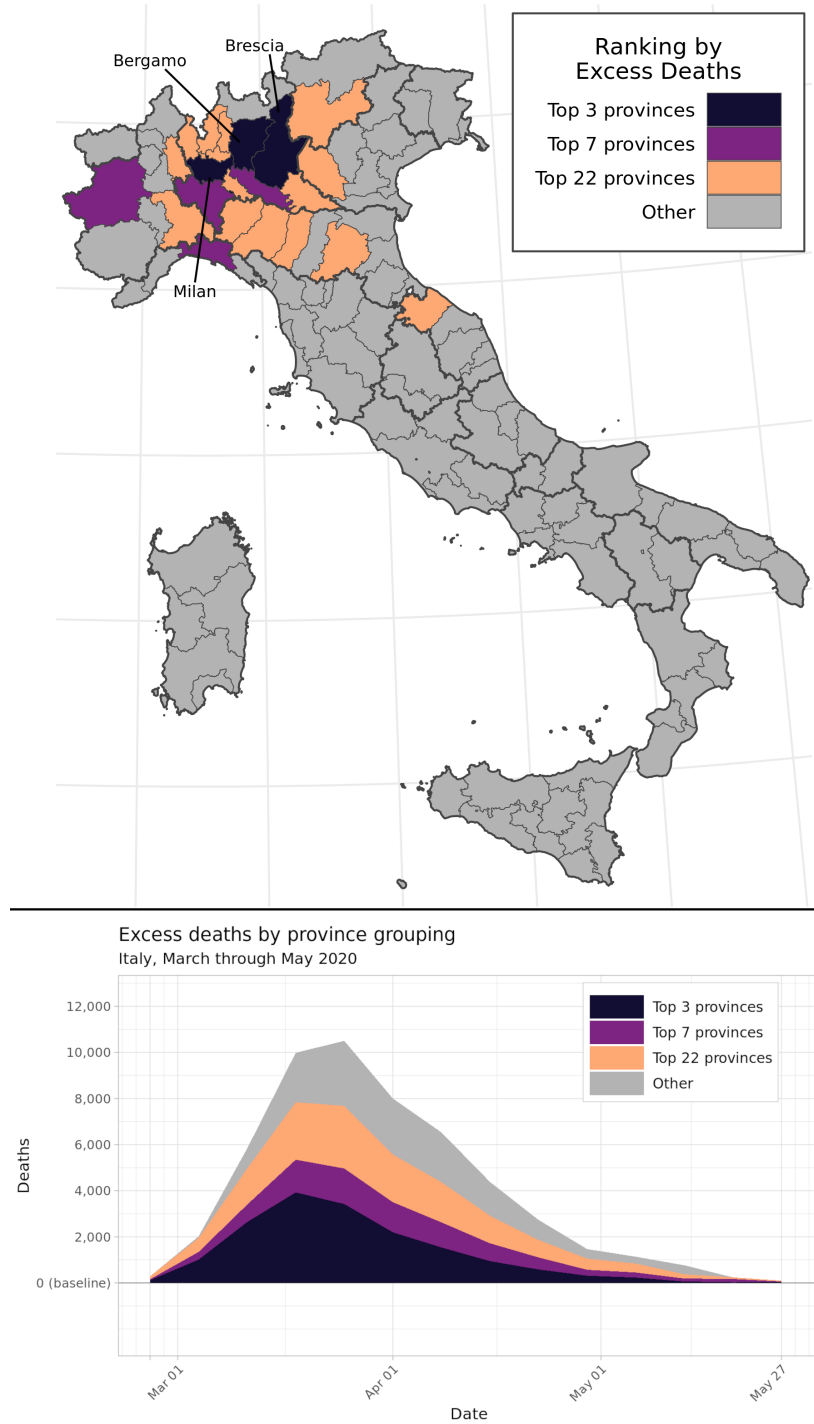 Brescia
Bergamo
Milan
Ranking by
Excess Deaths
Top 3 provinces
Top 7 provinces
Top 22 provinces
Other
Excess deaths by province grouping
Italy, March through May 2020
12,000
10,000
8,000
6,000
4,000
2,000
0 (baseline)
Deaths
Top 3 provinces
Top 7 provinces
Top 22 provinces
Other
Mar 01
Apr 01
May 01
May 27
Date